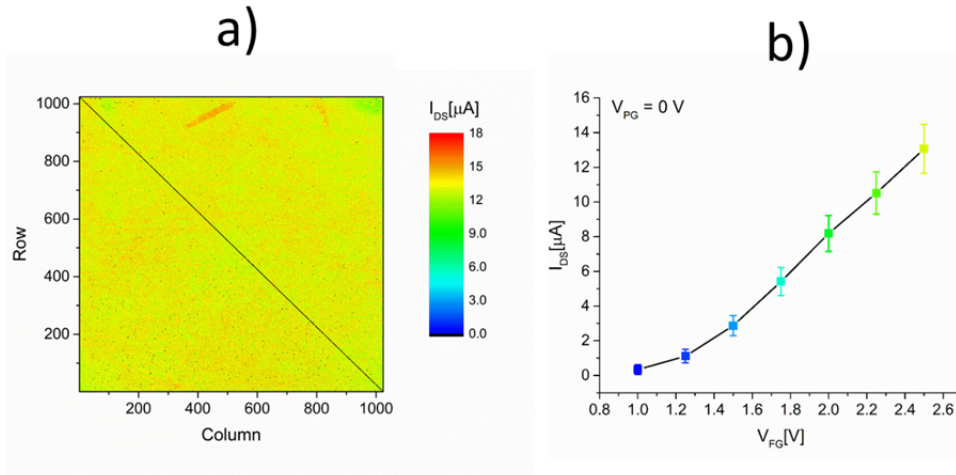 a)
I_DS[μA]
18
15
12
9.0
6.0
3.0
0.0
1000
800
600
400
200
Row
200 400 600 800 1000
Column
b)
V_PG = 0 V
16
14
12
10
8
6
4
2
0
I_DS[μA]
0.8 1.0 1.2 1.4 1.6 1.8 2.0 2.2 2.4 2.6
V_FG[V]